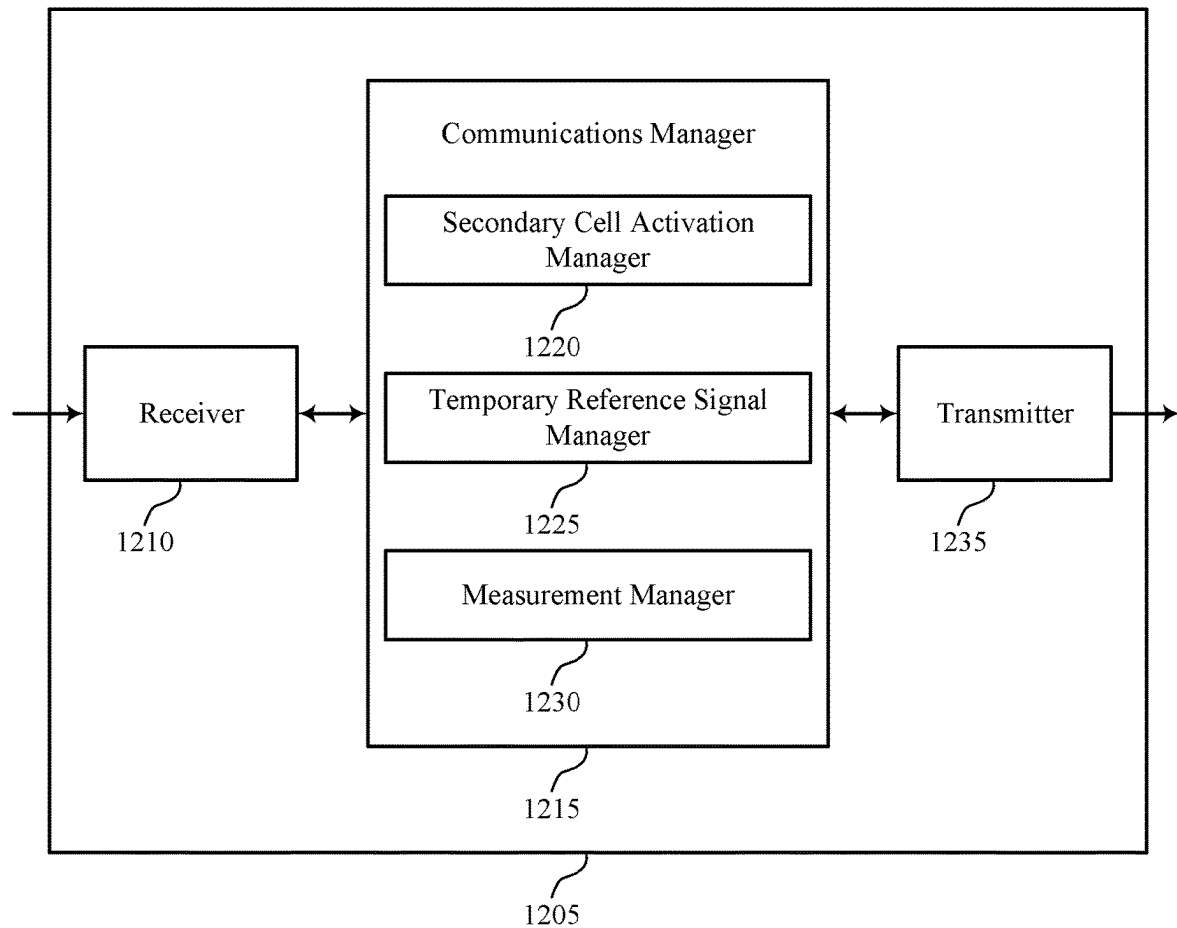 Communications Manager
Secondary Cell Activation
Manager
1220
Receiver
1210
Temporary Reference Signal
Manager
1225
Transmitter
1235
Measurement Manager
1230
1215
1205